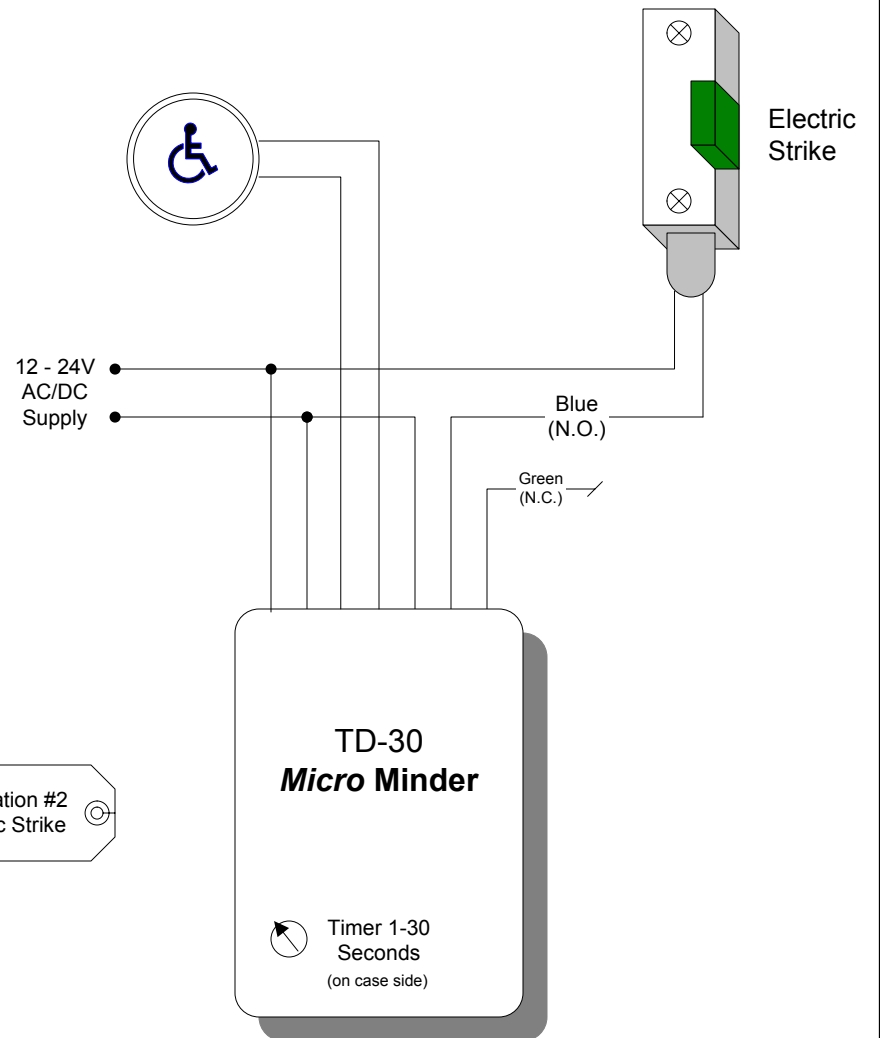 Electric
Strike
12 - 24V
AC/DC
Supply
Blue
(N.O.)
Green
(N.C.)
TD-30
Micro Minder
#2
Strike
Timer 1-30
Seconds
(on case side)